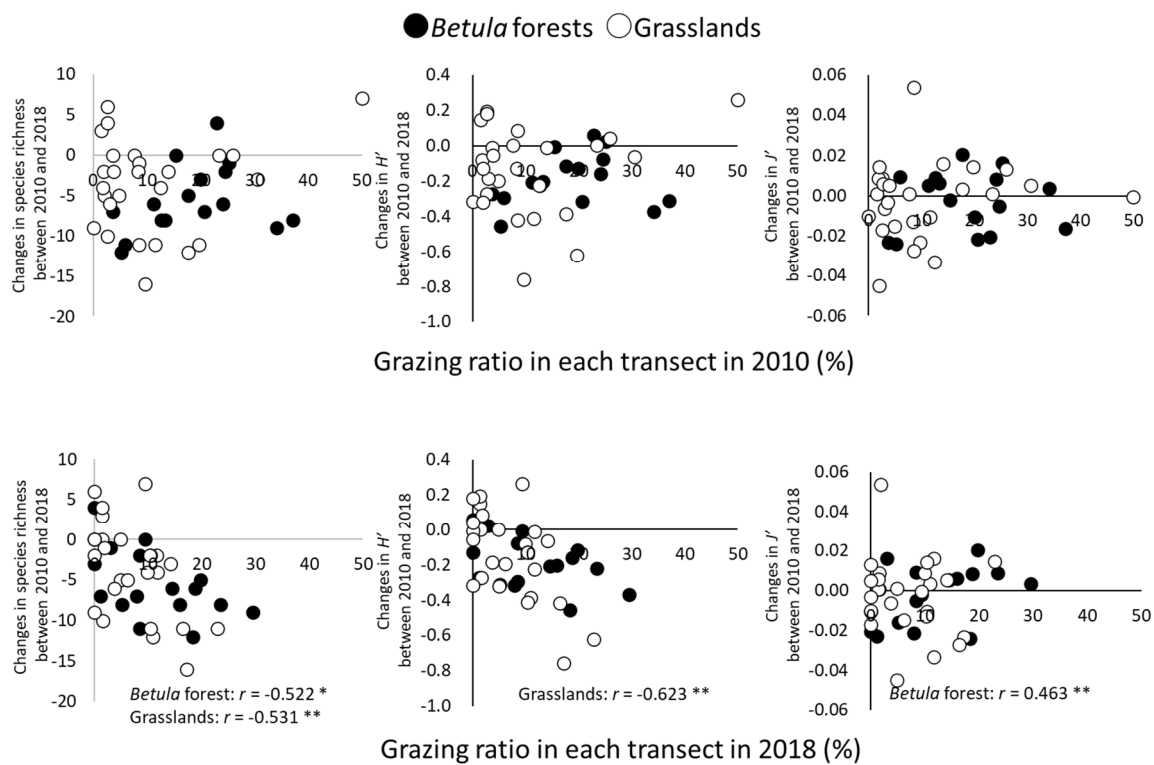 Betula forests Grasslands
Changes in species richness
between 2010 and 2018
10
5
0
-5
-10
-15
-20
0 10 20 30 40 50
Changes in H'
between 2010 and 2018
0.4
0.2
0.0
-0.2
-0.4
-0.6
-0.8
-1.0
0 10 20 30 40 50
Changes in J'
between 2010 and 2018
0.06
0.04
0.02
0.00
-0.02
-0.04
-0.06
0 10 20 30 40 50
Grazing ratio in each transect in 2010 (%)
Changes in species richness
between 2010 and 2018
10
5
0
-5
-10
-15
-20
0 10 20 30 40 50
Betula forest: r = -0.522 *
Grasslands: r = -0.531 **
Changes in H'
between 2010 and 2018
0.4
0.2
0.0
-0.2
-0.4
-0.6
-0.8
-1.0
0 10 20 30 40 50
Grasslands: r = -0.623 **
Changes in J'
between 2010 and 2018
0.06
0.04
0.02
0.00
-0.02
-0.04
-0.06
0 10 20 30 40 50
Betula forest: r = 0.463 **
Grazing ratio in each transect in 2018 (%)